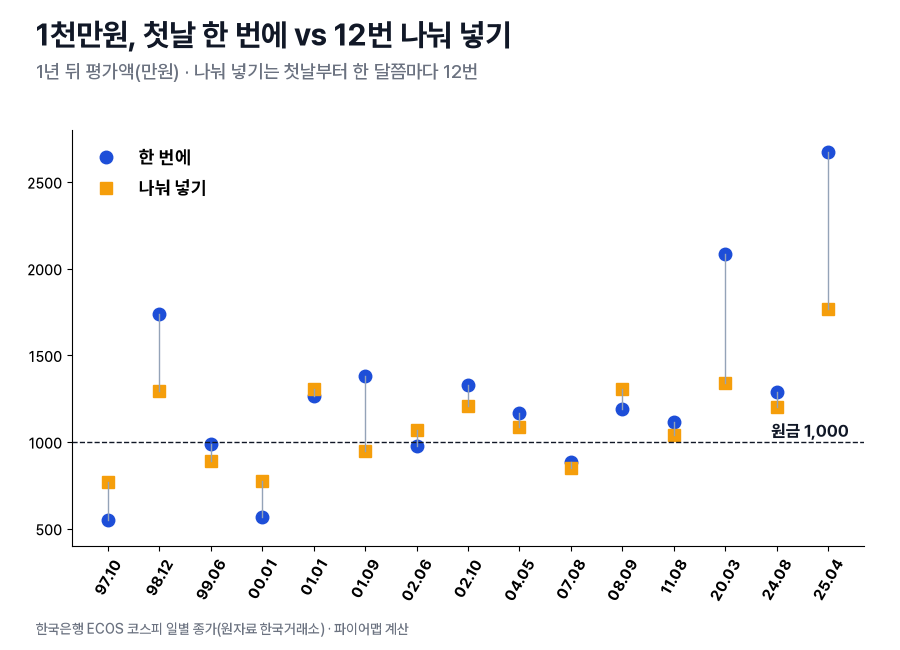 1천만원, 첫날 한 번에 vs 12번 나눠 넣기
1년 뒤 평가액(만원) · 나눠 넣기는 첫날부터 한 달쯤마다 12번
한 번에
나눠 넣기
2500
2000
1500
1000
500
원금 1,000
97.10 98.12 99.06 00.01 01.01 01.09 02.06 02.10 04.05 07.08 08.09 11.08 20.03 24.08 25.04
한국은행 ECOS 코스피 일별 종가(원자료 한국거래소) · 파이어맵 계산